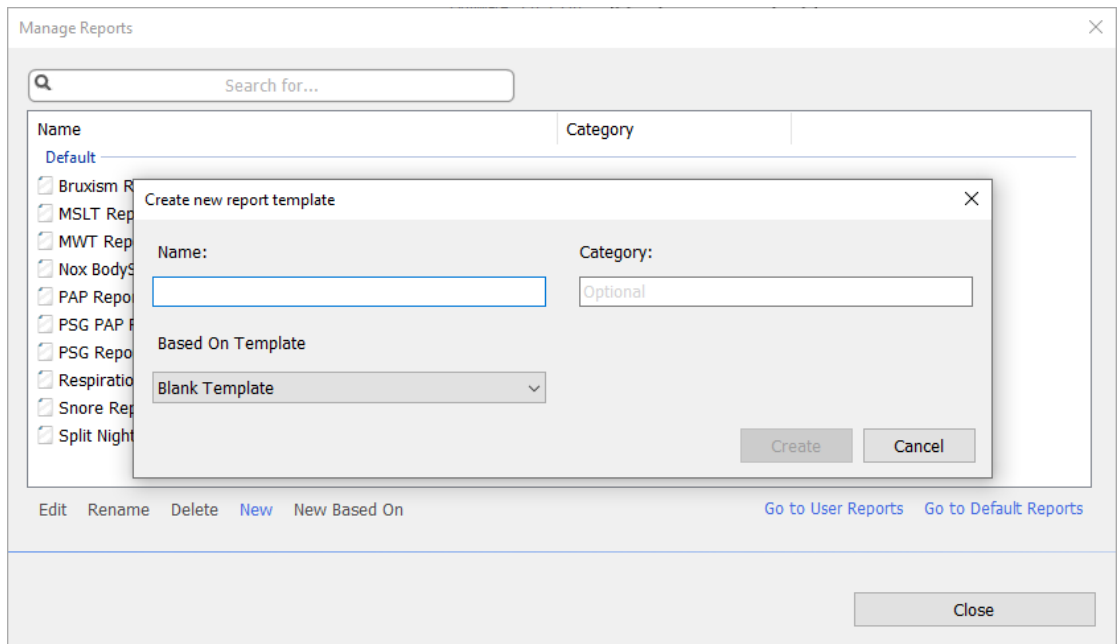 Manage Reports
Search for...
Name Category
Default
Bruxism R
MSLT Rep
MWT Rep
Nox BodyS
PAP Repo
PSG PAP
PSG Repo
Respiratio
Snore Rep
Split Night
Create new report template
Name: Category:
Optional
Based On Template
Blank Template
Create Cancel
Edit Rename Delete New New Based On Go to User Reports Go to Default Reports
Close